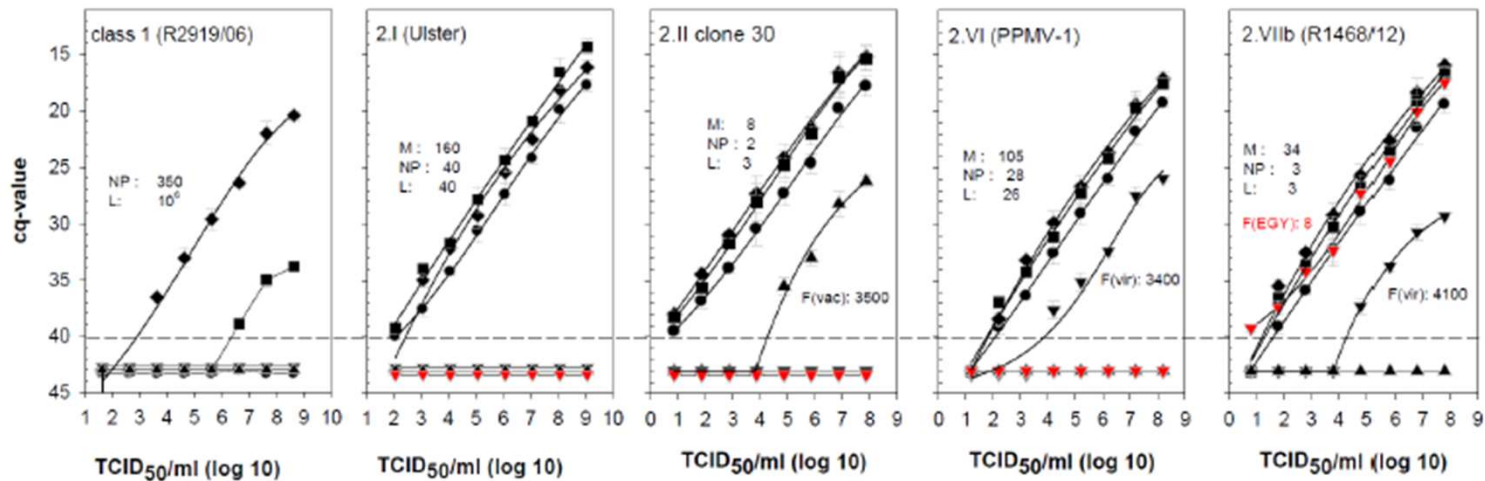 class 1 (R2919/06)
2.I (Ulster)
2.II clone 30
2.VI (PPMV-1)
2.VIIb (R1468/12)
cq-value
15
20
25
30
35
40
45
NP : 350
L: 10⁶
M : 160
NP : 40
L: 40
M: 8
NP : 2
L: 3
F(vac): 3500
M : 105
NP : 28
L: 26
F(vir): 3400
M : 34
NP : 3
L: 3
F(EGY): 8
F(vir): 4100
1 2 3 4 5 6 7 8 9 10
1 2 3 4 5 6 7 8 9 10
0 1 2 3 4 5 6 7 8 9
0 1 2 3 4 5 6 7 8 9
0 1 2 3 4 5 6 7 8 9
TCID50/ml (log 10)
TCID50/ml (log 10)
TCID50/ml (log 10)
TCID50/ml (log 10)
TCID50/ml (log 10)